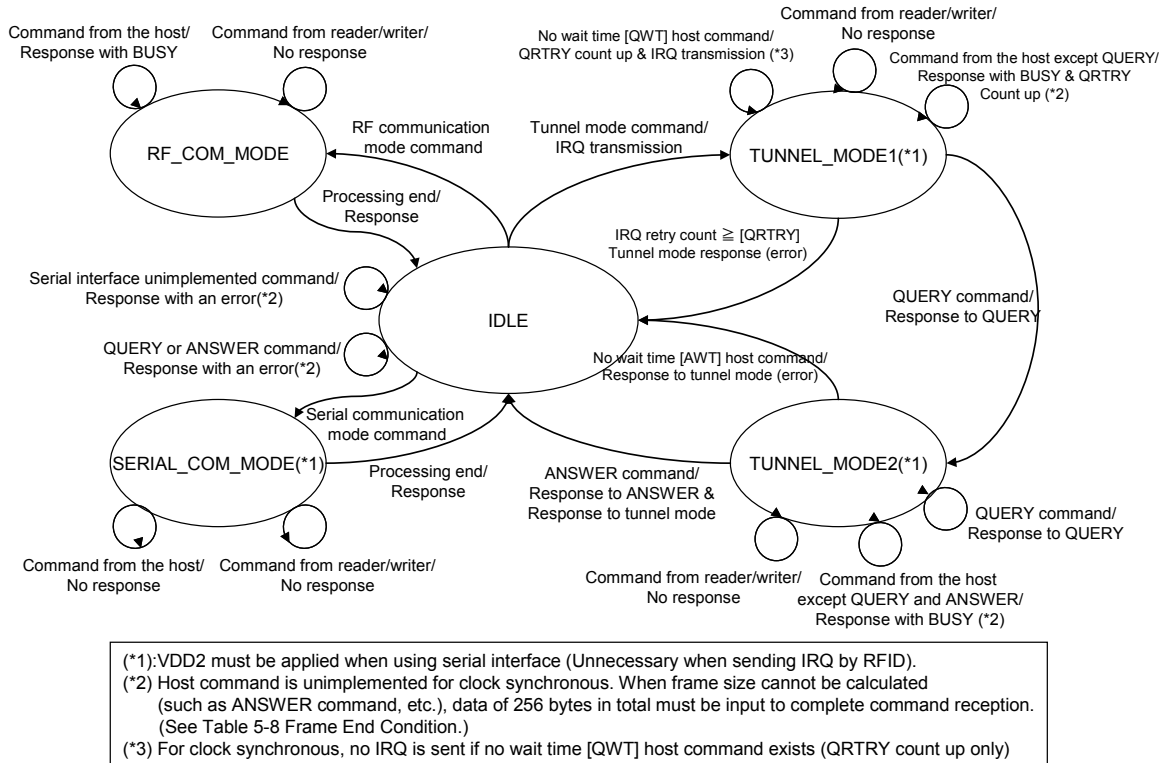 Command from the host/
Response with BUSY
Command from reader/writer/
No response
RF_COM_MODE
RF communication
mode command
Processing end/
Response
No wait time [QWT] host command/
QRTRY count up & IRQ transmission (*3)
Command from reader/writer/
No response
Command from the host except QUERY/
Response with BUSY & QRTRY
Count up (*2)
Tunnel mode command/
IRQ transmission
TUNNEL_MODE1(*1)
IRQ retry count ≧ [QRTRY]
Tunnel mode response (error)
Serial interface unimplemented command/
Response with an error(*2)
IDLE
QUERY command/
Response to QUERY
QUERY or ANSWER command/
Response with an error(*2)
No wait time [AWT] host command/
Response to tunnel mode (error)
Serial communication
mode command
SERIAL_COM_MODE(*1)
Processing end/
Response
ANSWER command/
Response to ANSWER &
Response to tunnel mode
TUNNEL_MODE2(*1)
QUERY command/
Response to QUERY
Command from the host/
No response
Command from reader/writer/
No response
Command from reader/writer/
No response
Command from the host
except QUERY and ANSWER/
Response with BUSY (*2)
(*1):VDD2 must be applied when using serial interface (Unnecessary when sending IRQ by RFID).
(*2) Host command is unimplemented for clock synchronous. When frame size cannot be calculated
(such as ANSWER command, etc.), data of 256 bytes in total must be input to complete command reception.
(See Table 5-8 Frame End Condition.)
(*3) For clock synchronous, no IRQ is sent if no wait time [QWT] host command exists (QRTRY count up only)